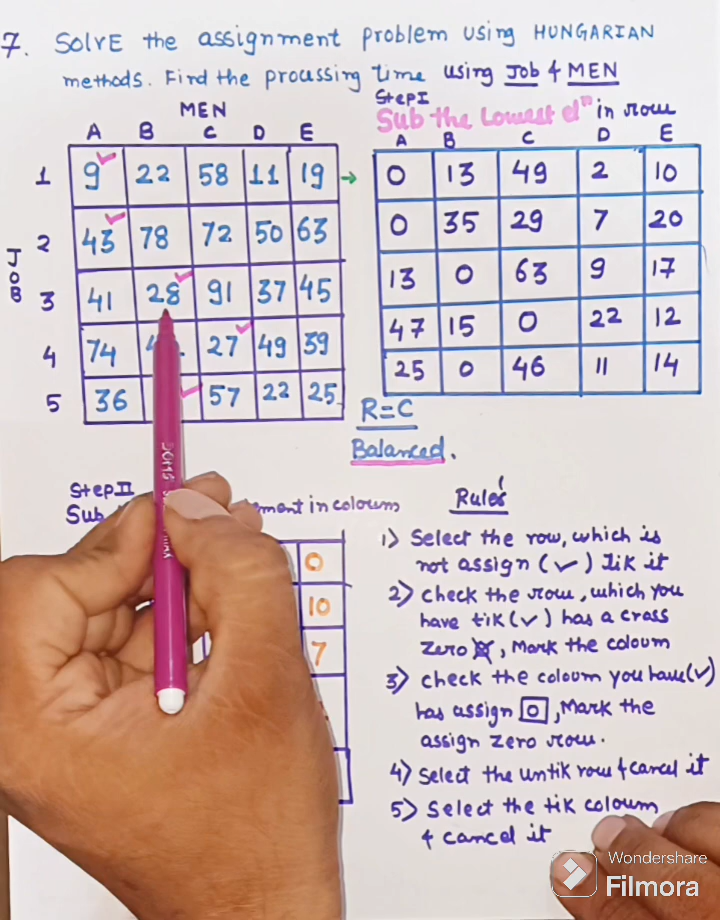 7. SOLVE the assignment problem using HUNGARIAN
methods. Find the proussing time using Job & MEN
MEN
A B C D E
JOB
1 9 22 58 11 19
2 43 78 72 50 63
3 41 28 91 37 45
4 74 27 49 39
5 36 57 22 25
Step I
Sub the Lowest elⁿ in row
A B C D E
0 13 49 2 10
0 35 29 7 20
13 0 63 9 17
47 15 0 22 12
25 0 46 11 14
R=C
Balanced.
Step II
Sub ment in coloum
0
10
7
Rules
1) Select the row, which is
not assign (✓) Tik it
2) check the row, which you
have tik (✓) has a crass
Zero, Mark the coloum
3) check the coloum you have (✓)
has assign 0, Mark the
assign Zero row.
4) Select the untik row & cancel it
5) Select the tik coloum
& cancel it
Wondershare
Filmora